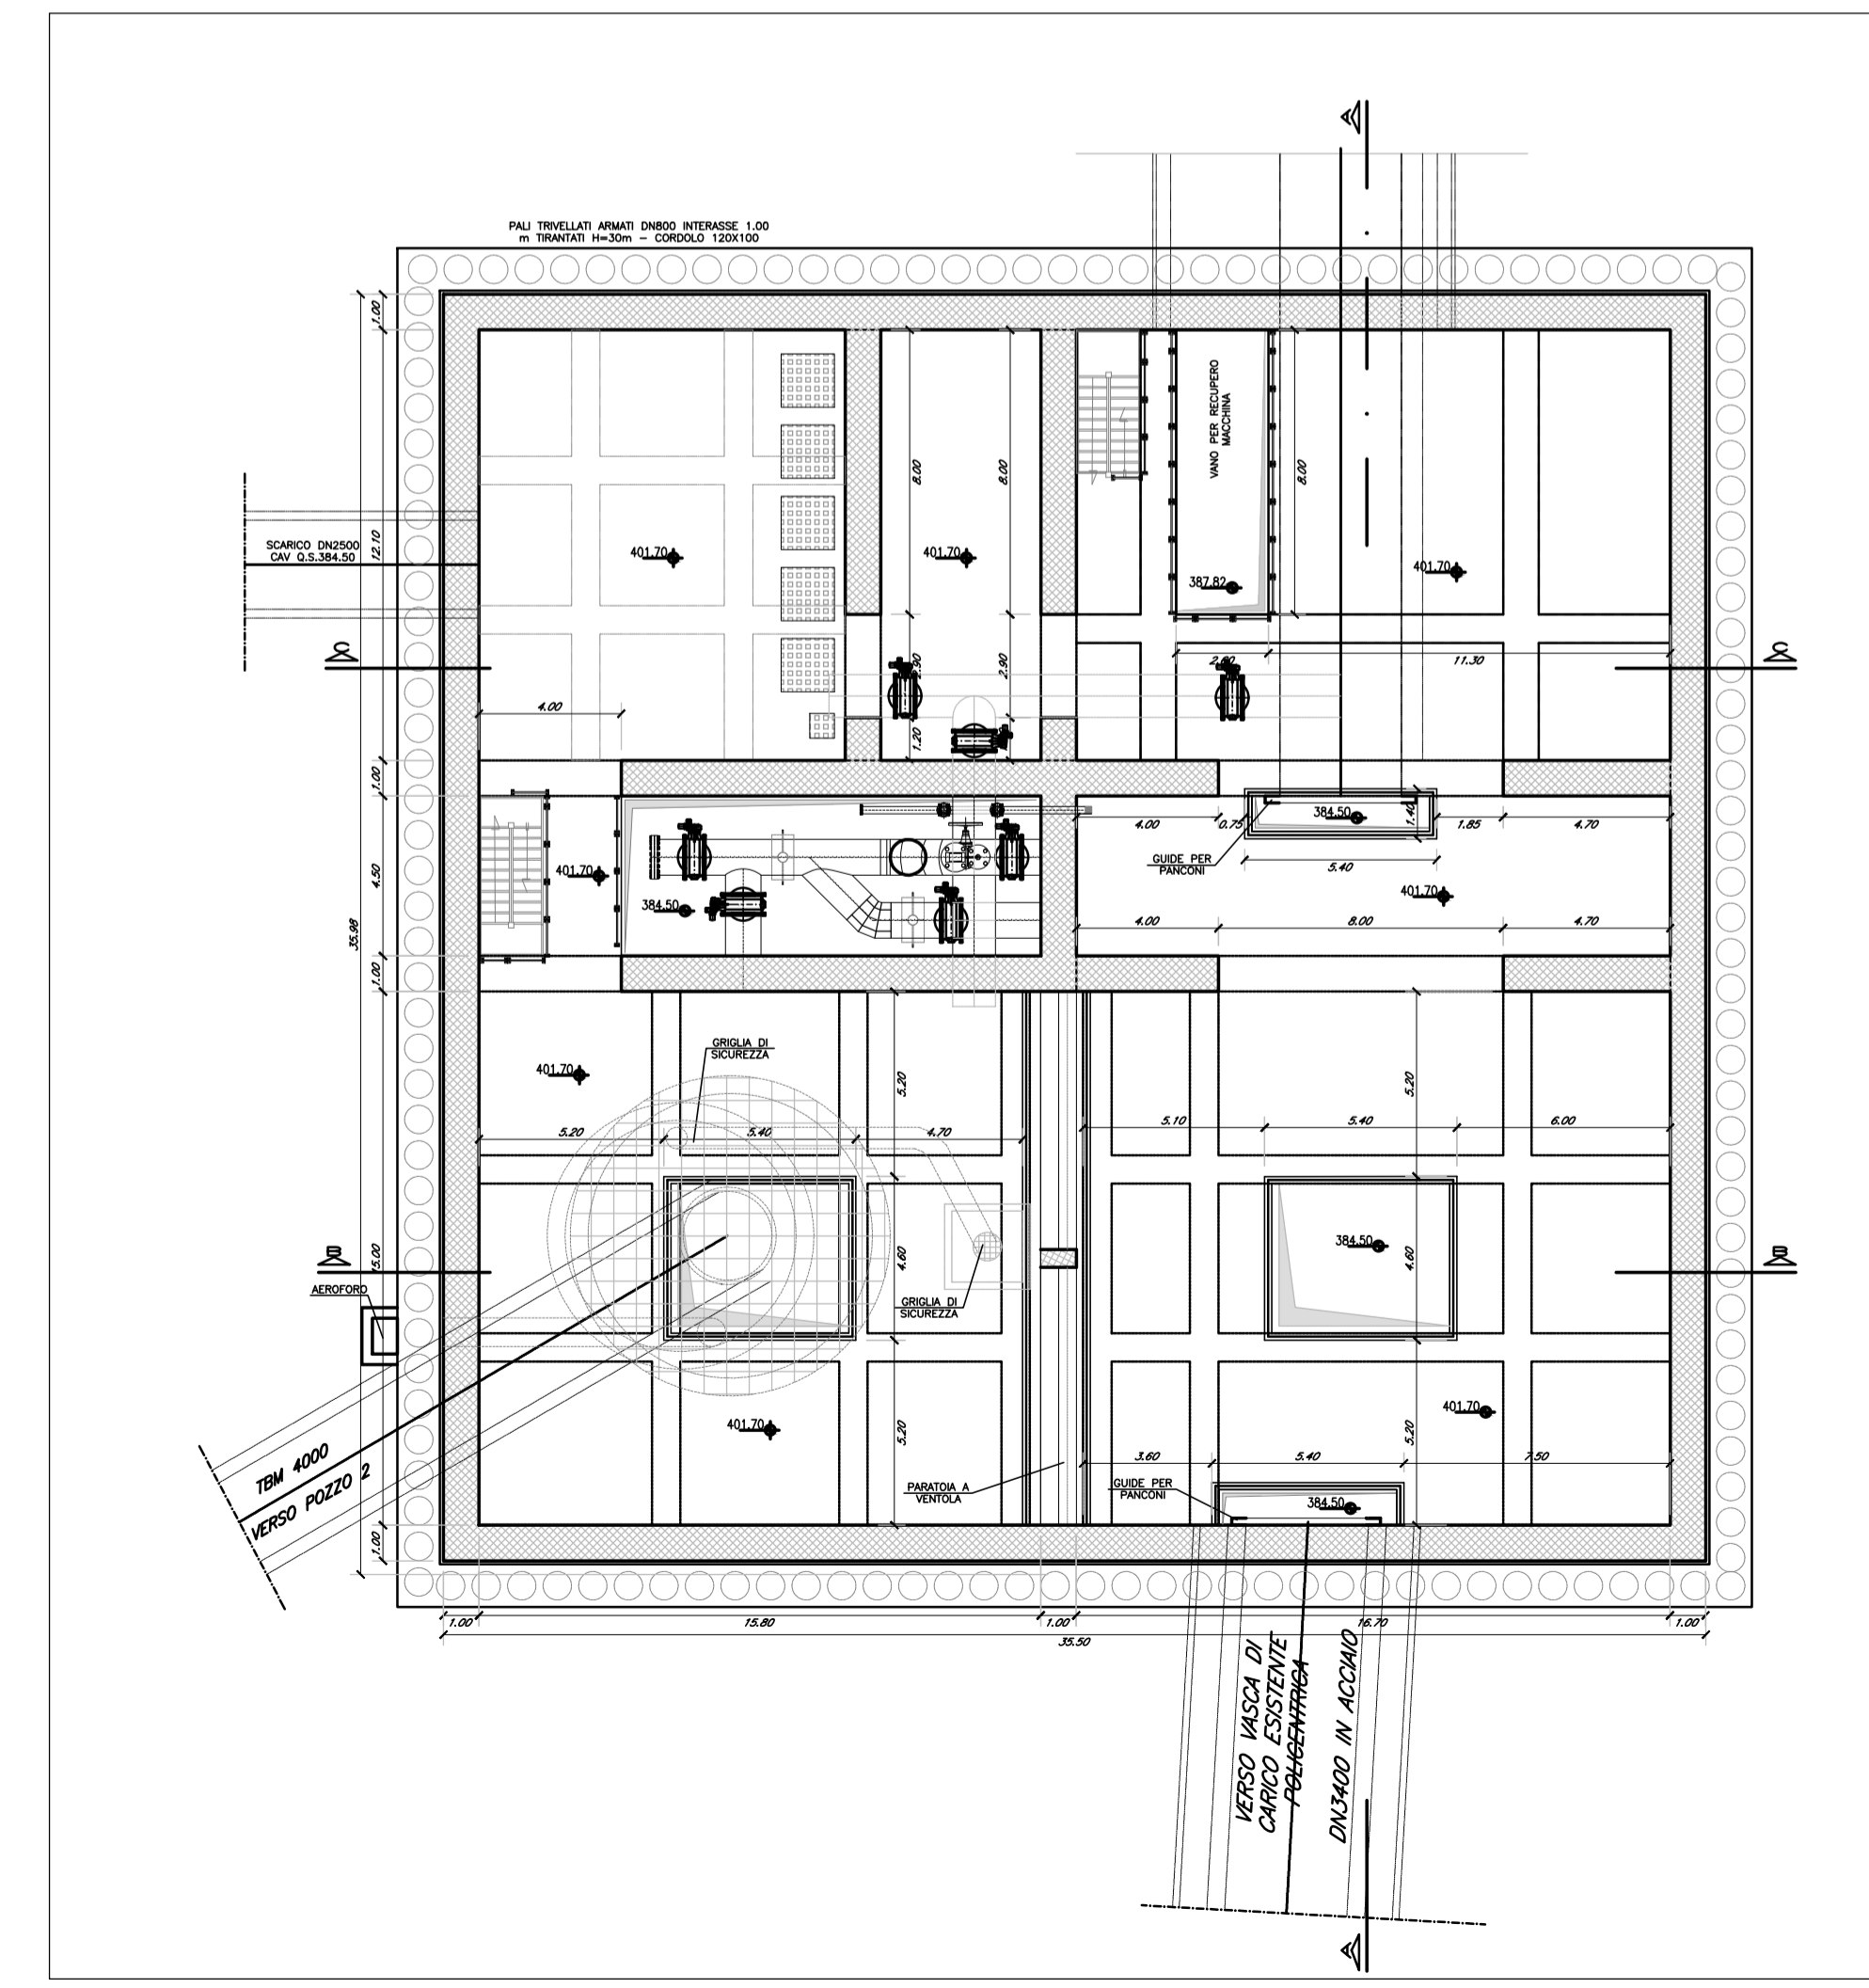 A
PALI TRIVELLATI ARMATI DN800 INTERASSE 1.00
m TIRANTATI H=30m - CORDOLO 120X100
1.00
VANO PER RECUPERO
MACCHINA
8.00
8.00
8.00
12.10
SCARICO DN2500
CAV Q.S.384.50
401.70
401.70
401.70
387.82
C
C
2.90
2.90
11.30
4.00
1.20
1.00
4.00
0.75
384.50
1.40
1.85
4.70
GUIDE PER
PANCONI
5.40
4.50
401.70
384.50
401.70
4.00
8.00
4.70
35.98
1.00
GRIGLIA DI
SICUREZZA
401.70
5.20
5.20
5.20
5.40
4.70
5.10
5.40
6.00
B
B
15.00
384.50
4.60
4.60
AEROFORO
GRIGLIA DI
SICUREZZA
401.70
401.70
5.20
5.20
3.60
5.40
7.50
TBM 4000
VERSO POZZO 2
PARATOIA A
VENTOLA
GUIDE PER
PANCONI
384.50
1.00
1.00
15.80
1.00
16.70
1.00
35.50
VERSO VASCA DI
CARICO ESISTENTE
POLICENTRICA
DN3400 IN ACCIAIO
A